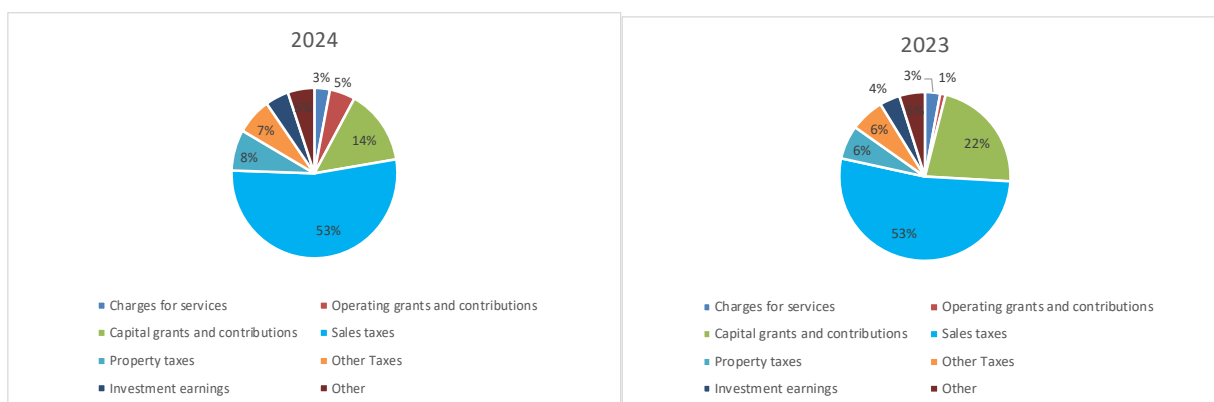 2024
3%
5%
14%
7%
8%
53%
Charges for services
Operating grants and contributions
Capital grants and contributions
Sales taxes
Property taxes
Other Taxes
Investment earnings
Other
2023
3%
1%
4%
22%
6%
6%
53%
Charges for services
Operating grants and contributions
Capital grants and contributions
Sales taxes
Property taxes
Other Taxes
Investment earnings
Other